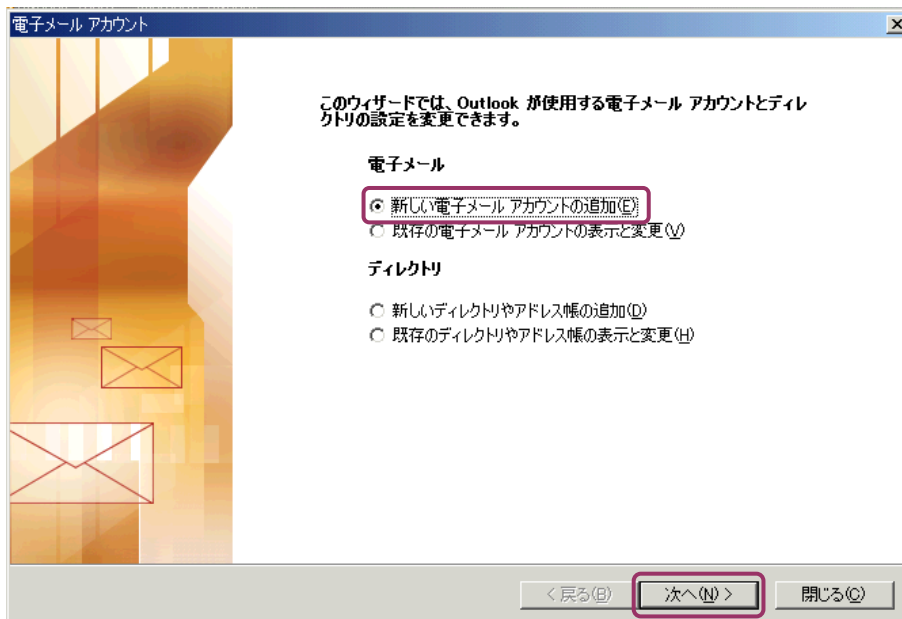 電子メール アカウント
このウィザードでは、Outlook が使用する電子メール アカウントとディレ
クトリの設定を変更できます。
電子メール
新しい電子メール アカウントの追加(E)
既存の電子メール アカウントの表示と変更(V)
ディレクトリ
新しいディレクトリやアドレス帳の追加(D)
既存のディレクトリやアドレス帳の表示と変更(H)
< 戻る(B)
次へ(N) >
閉じる(C)